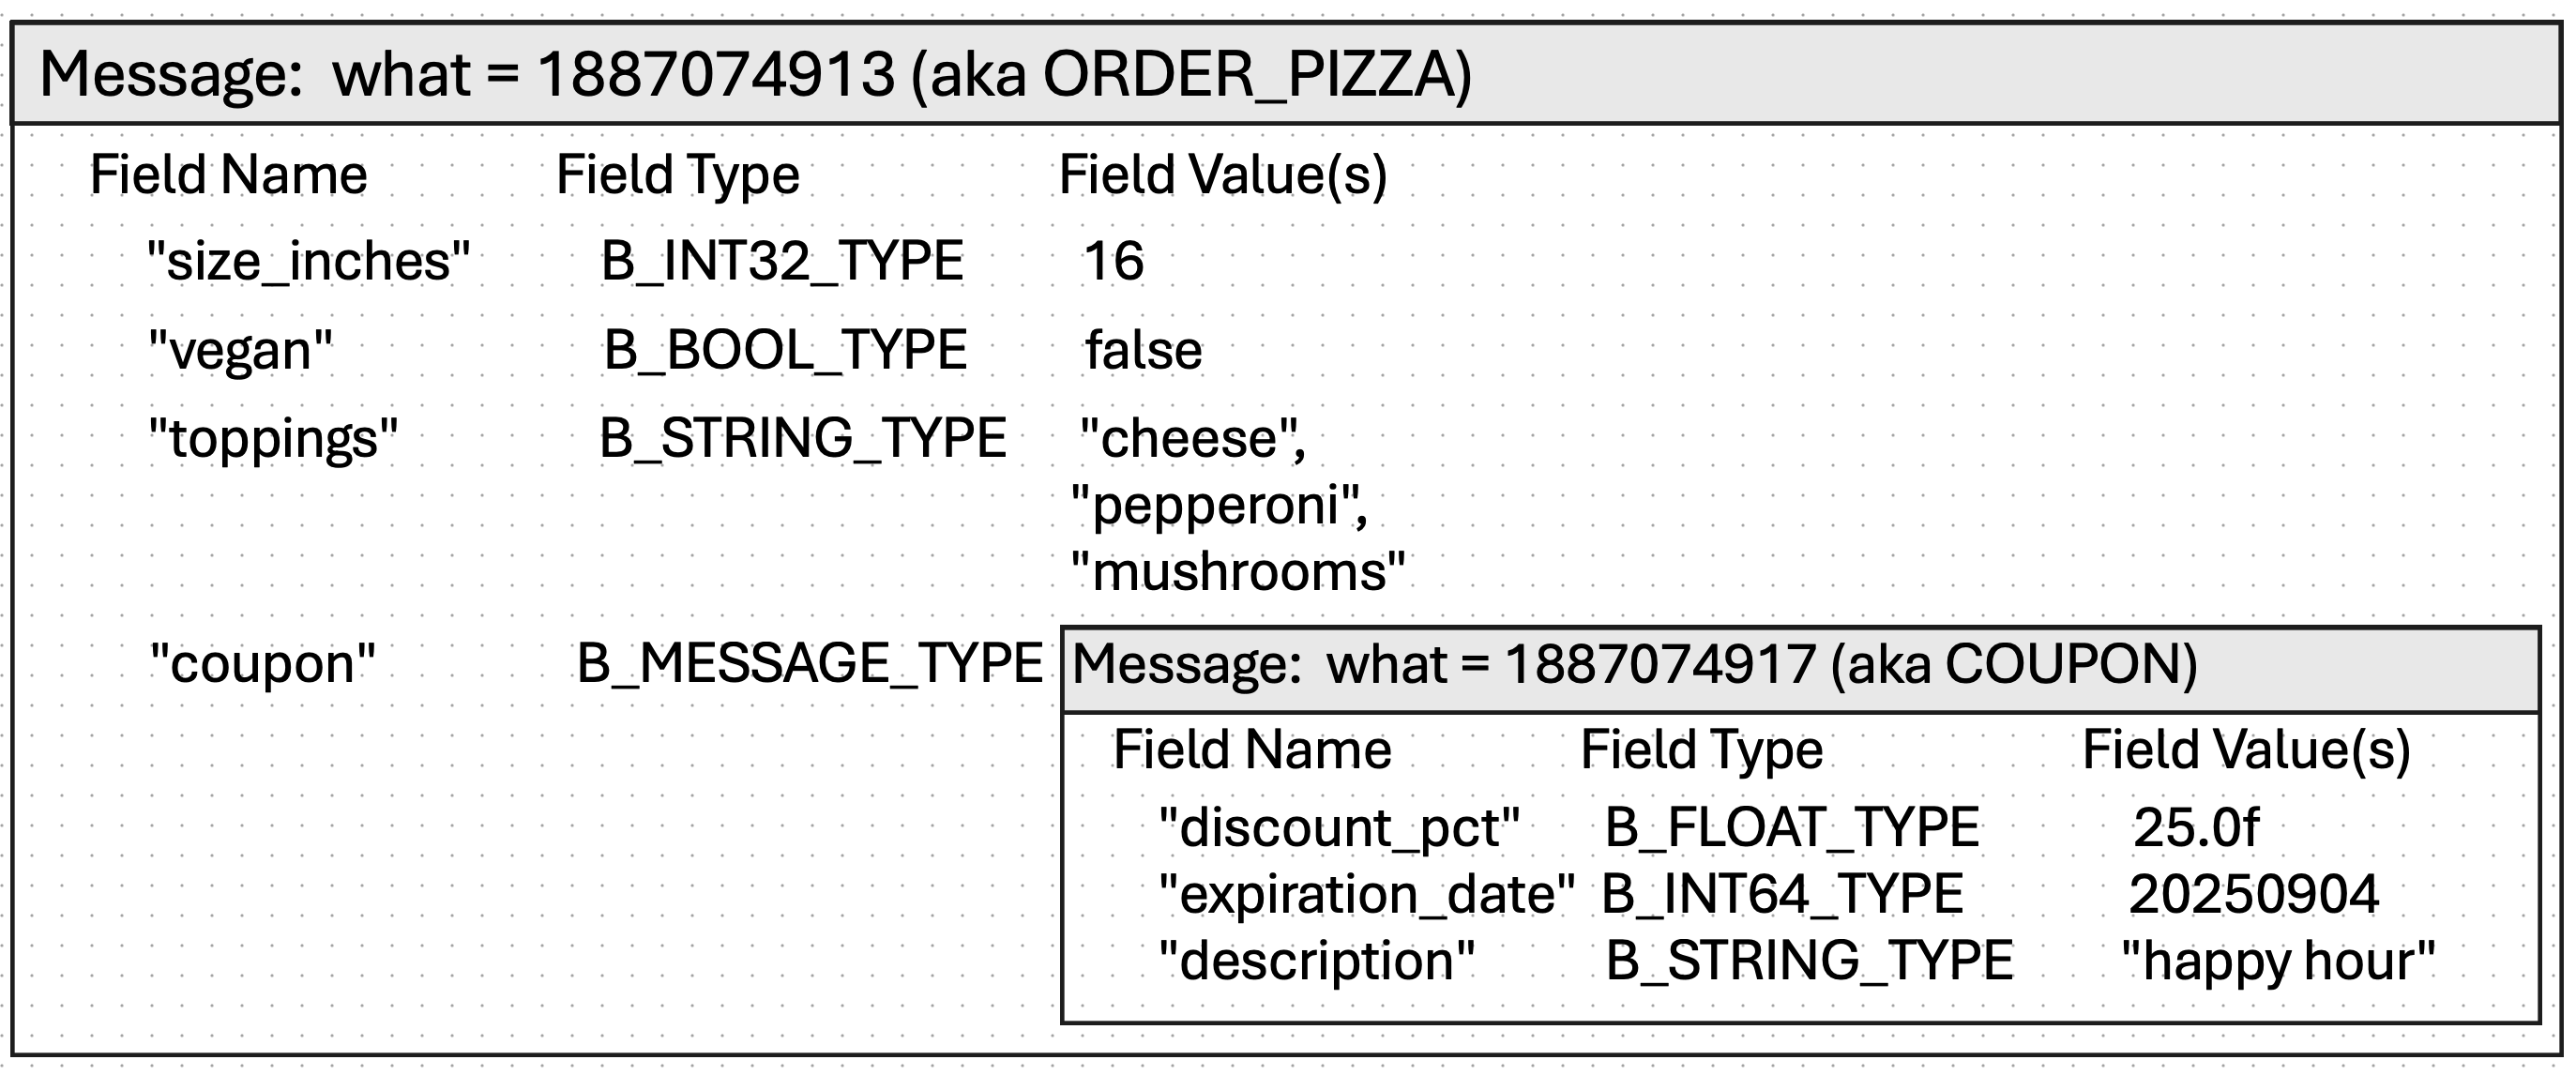 Message:  what = 1887074913 (aka ORDER_PIZZA)
Field Name Field Type Field Value(s)
"size_inches" B_INT32_TYPE 16
"vegan" B_BOOL_TYPE false
"toppings" B_STRING_TYPE "cheese",
"pepperoni",
"mushrooms"
"coupon" B_MESSAGE_TYPE Message:  what = 1887074917 (aka COUPON)
Field Name Field Type Field Value(s)
"discount_pct" B_FLOAT_TYPE 25.0f
"expiration_date" B_INT64_TYPE 20250904
"description" B_STRING_TYPE "happy hour"